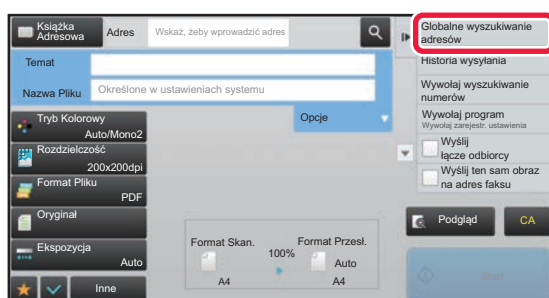 Książka
Adresowa
Adres
Wskaż, żeby wprowadzić adres
Temat
Nazwa Pliku
Określone w ustawieniach systemu
Opcje
Tryb Kolorowy
Auto/Mono2
Rozdzielczość
200x200dpi
Format Pliku
PDF
Oryginał
Ekspozycja
Auto
Inne
Format Skan.
100%
Format Przesł.
A4
Auto
A4
Globalne wyszukiwanie
adresów
Historia wysyłania
Wywołaj wyszukiwanie
numerów
Wywołaj program
Wywołaj zarejestr. ustawienia
Wyślij
łącze odbiorcy
Wyślij ten sam obraz
na adres faksu
Podgląd
CA
Start